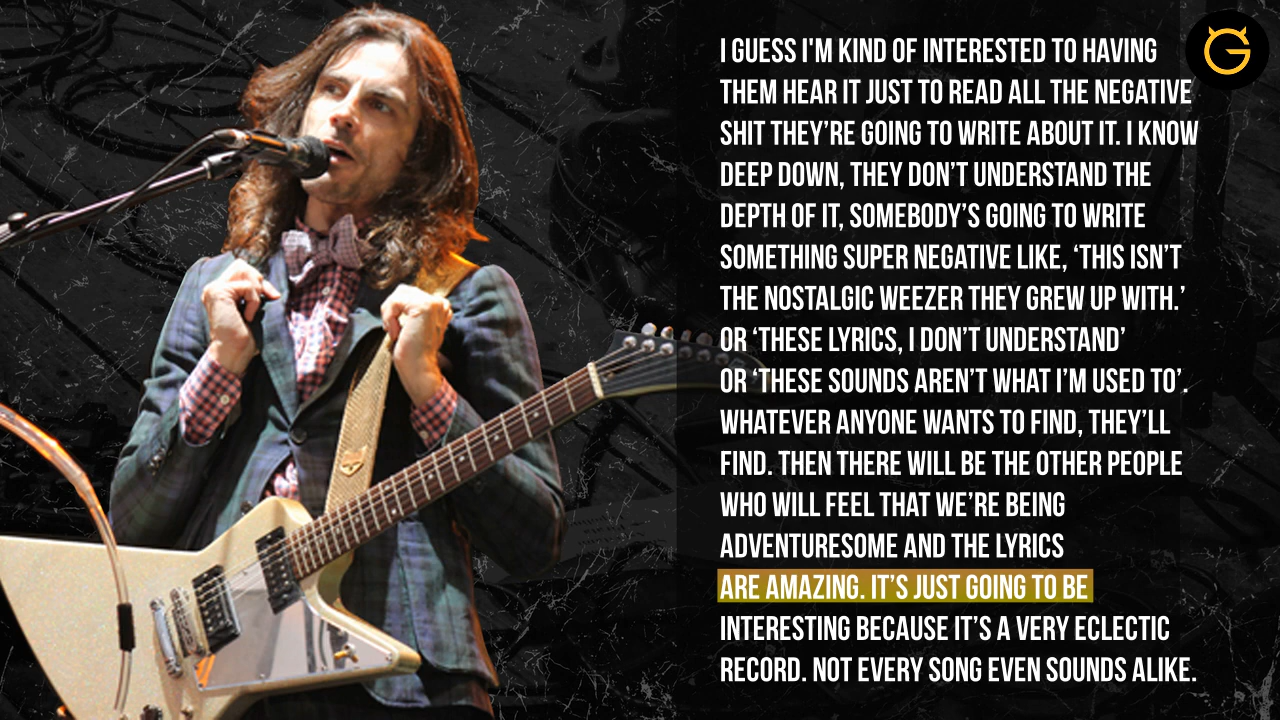 I GUESS I'M KIND OF INTERESTED TO HAVING
THEM HEAR IT JUST TO READ ALL THE NEGATIVE
SHIT THEY’RE GOING TO WRITE ABOUT IT. I KNOW
DEEP DOWN, THEY DON’T UNDERSTAND THE
DEPTH OF IT, SOMEBODY’S GOING TO WRITE
SOMETHING SUPER NEGATIVE LIKE, ‘THIS ISN’T
THE NOSTALGIC WEEZER THEY GREW UP WITH.’
OR ‘THESE LYRICS, I DON’T UNDERSTAND’
OR ‘THESE SOUNDS AREN’T WHAT I’M USED TO’.
WHATEVER ANYONE WANTS TO FIND, THEY’LL
FIND. THEN THERE WILL BE THE OTHER PEOPLE
WHO WILL FEEL THAT WE’RE BEING
ADVENTURESOME AND THE LYRICS
ARE AMAZING. IT’S JUST GOING TO BE
INTERESTING BECAUSE IT’S A VERY ECLECTIC
RECORD. NOT EVERY SONG EVEN SOUNDS ALIKE.
G